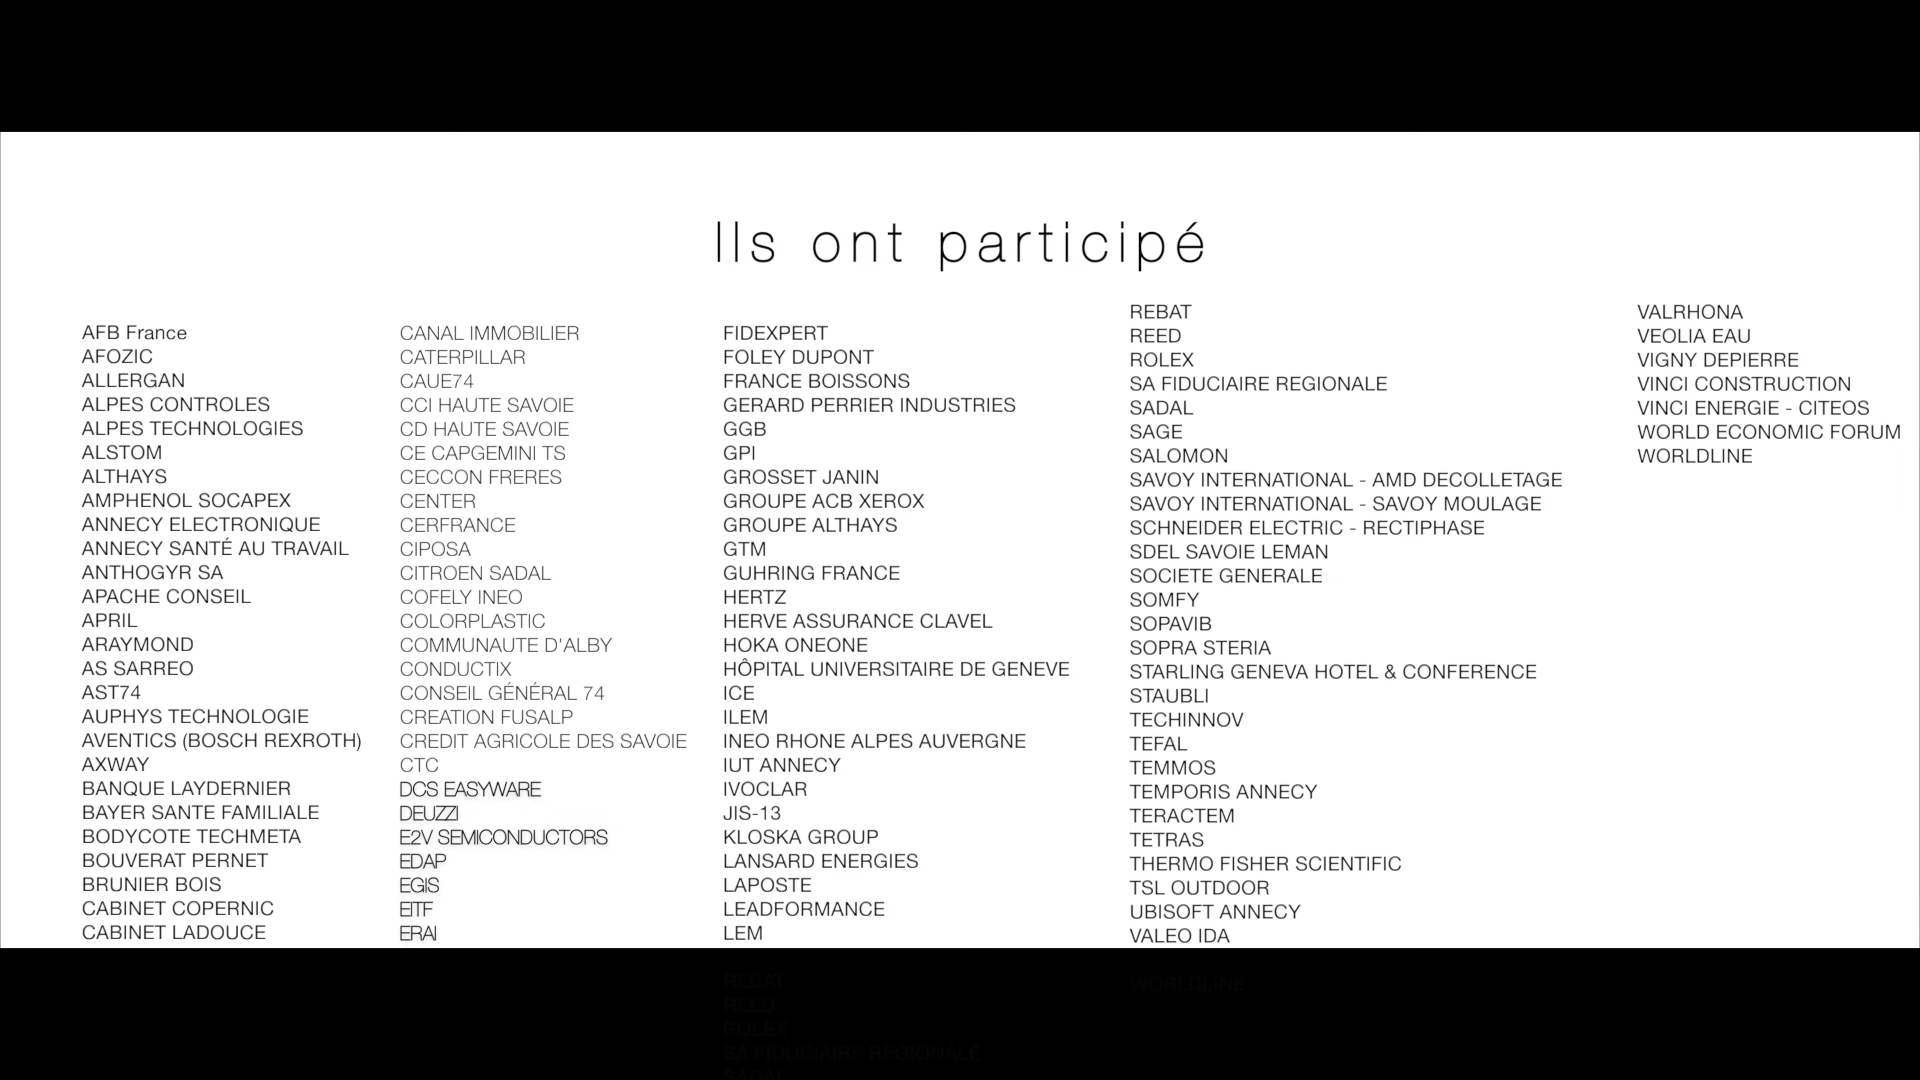 Ils ont participé
AFB France
AFOZIC
ALLERGAN
ALPES CONTROLES
ALPES TECHNOLOGIES
ALSTOM
ALTHAYS
AMPHENOL SOCAPEX
ANNECY ELECTRONIQUE
ANNECY SANTÉ AU TRAVAIL
ANTHOGYR SA
APACHE CONSEIL
APRIL
ARAYMOND
AS SARREO
AST74
AUPHYS TECHNOLOGIE
AVENTICS (BOSCH REXROTH)
AXWAY
BANQUE LAYDERNIER
BAYER SANTE FAMILIALE
BODYCOTE TECHMETA
BOUVERAT PERNET
BRUNIER BOIS
CABINET COPERNIC
CABINET LADOUCE
CANAL IMMOBILIER
CATERPILLAR
CAUE74
CCI HAUTE SAVOIE
CD HAUTE SAVOIE
CE CAPGEMINI TS
CECCON FRERES
CENTER
CERFRANCE
CIPOSA
CITROEN SADAL
COFELY INEO
COLORPLASTIC
COMMUNAUTE D'ALBY
CONDUCTIX
CONSEIL GÉNÉRAL 74
CREATION FUSALP
CREDIT AGRICOLE DES SAVOIE
CTC
DCS EASYWARE
DEUZZI
E2V SEMICONDUCTORS
EDAP
EGIS
EITF
ERAI
FIDEXPERT
FOLEY DUPONT
FRANCE BOISSONS
GERARD PERRIER INDUSTRIES
GGB
GPI
GROSSET JANIN
GROUPE ACB XEROX
GROUPE ALTHAYS
GTM
GUHRING FRANCE
HERTZ
HERVE ASSURANCE CLAVEL
HOKA ONEONE
HÔPITAL UNIVERSITAIRE DE GENEVE
ICE
ILEM
INEO RHONE ALPES AUVERGNE
IUT ANNECY
IVOCLAR
JIS-13
KLOSKA GROUP
LANSARD ENERGIES
LAPOSTE
LEADFORMANCE
LEM
REBAT
REED
ROLEX
SA FIDUCIAIRE REGIONALE
SADAL
REBAT
REED
ROLEX
SA FIDUCIAIRE REGIONALE
SADAL
SAGE
SALOMON
SAVOY INTERNATIONAL - AMD DECOLLETAGE
SAVOY INTERNATIONAL - SAVOY MOULAGE
SCHNEIDER ELECTRIC - RECTIPHASE
SDEL SAVOIE LEMAN
SOCIETE GENERALE
SOMFY
SOPAVIB
SOPRA STERIA
STARLING GENEVA HOTEL & CONFERENCE
STAUBLI
TECHINNOV
TEFAL
TEMMOS
TEMPORIS ANNECY
TERACTEM
TETRAS
THERMO FISHER SCIENTIFIC
TSL OUTDOOR
UBISOFT ANNECY
VALEO IDA
WORLDLINE
VALRHONA
VEOLIA EAU
VIGNY DEPIERRE
VINCI CONSTRUCTION
VINCI ENERGIE - CITEOS
WORLD ECONOMIC FORUM
WORLDLINE